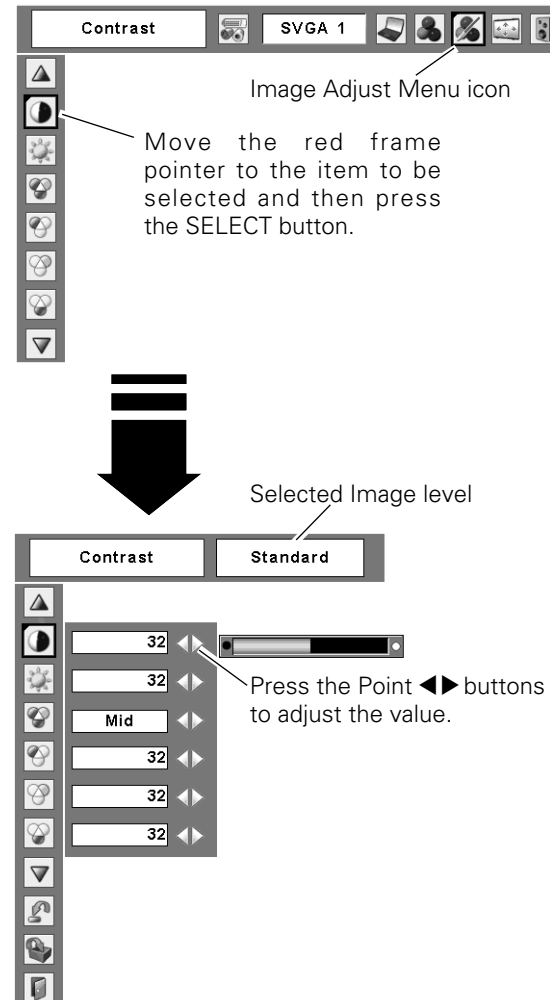 Contrast
SVGA 1
Image Adjust Menu icon
Move the red frame
pointer to the item to be
selected and then press
the SELECT button.
Selected Image level
Contrast
Standard
32
32
Press the Point ◀▶ buttons
to adjust the value.
Mid
32
32
32